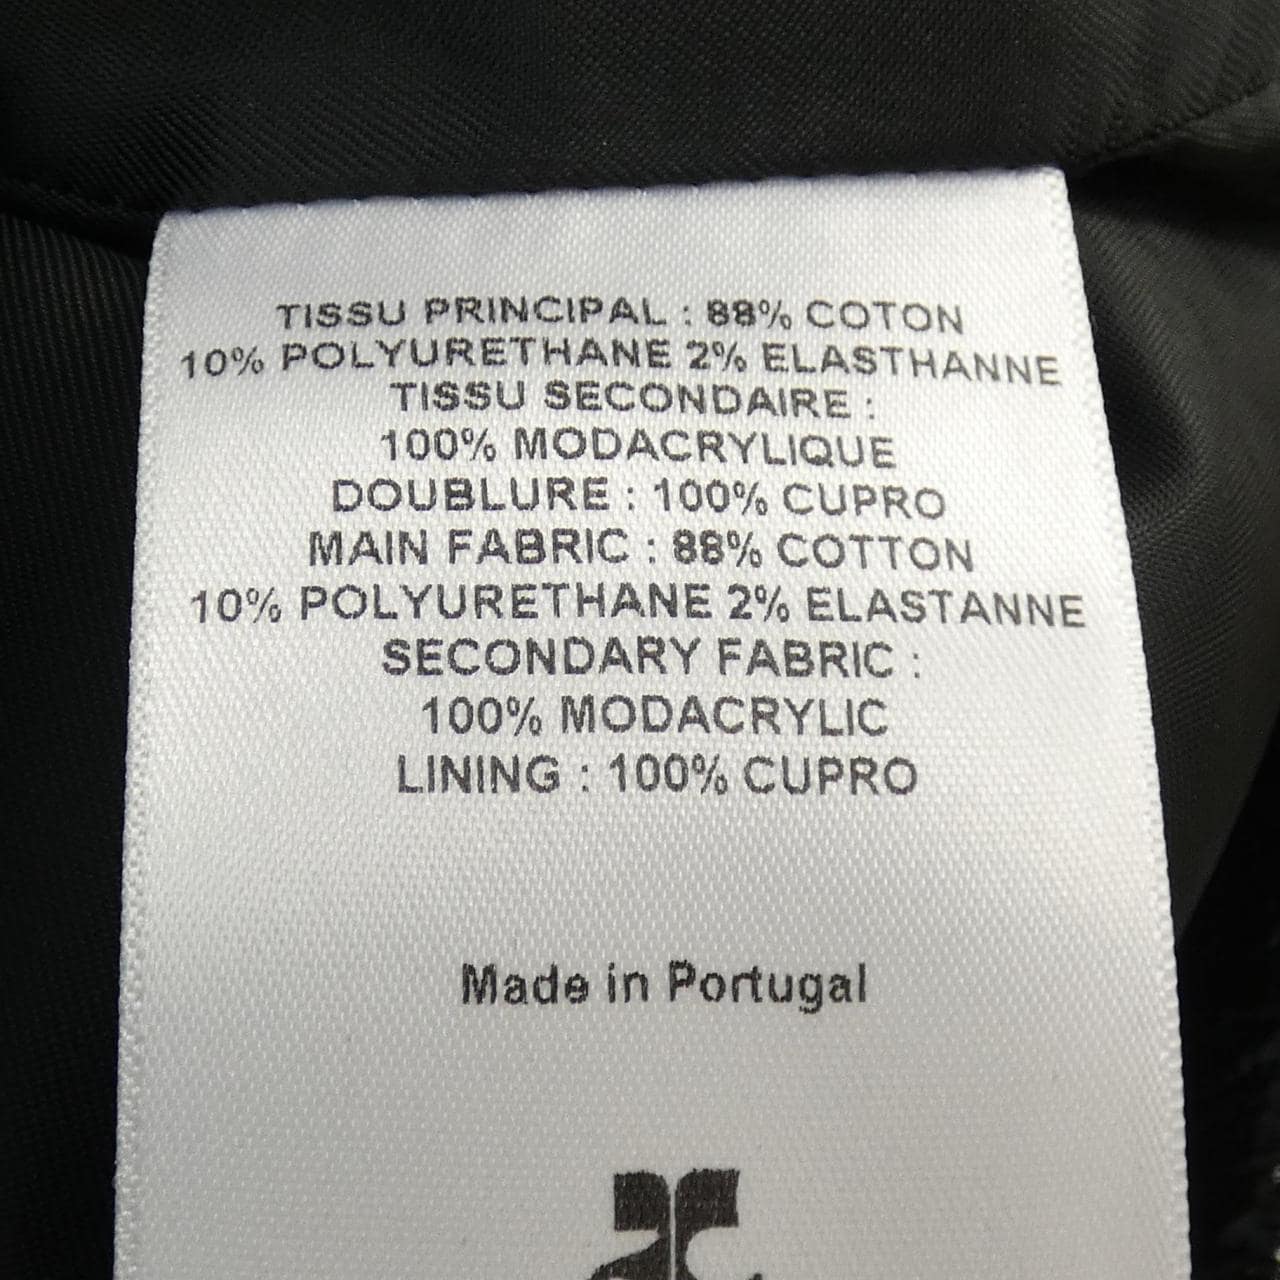 TISSU PRINCIPAL : 88% COTON
10% POLYURETHANE 2% ELASTHANNE
TISSU SECONDAIRE :
100% MODACRYLIQUE
DOUBLURE : 100% CUPRO
MAIN FABRIC : 88% COTTON
10% POLYURETHANE 2% ELASTANNE
SECONDARY FABRIC :
100% MODACRYLIC
LINING : 100% CUPRO
Made in Portugal